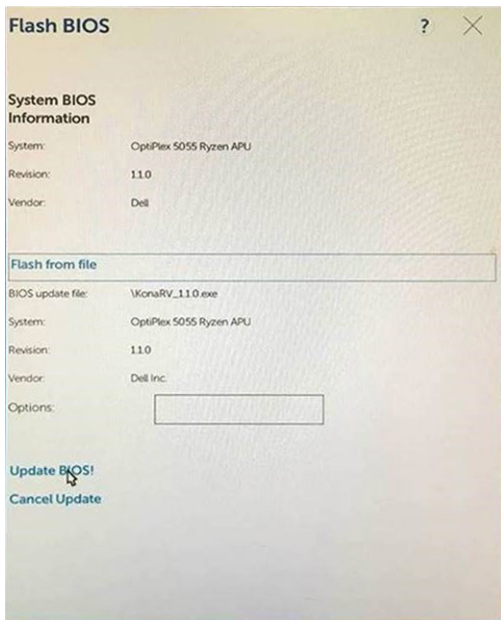 Flash BIOS ?
System BIOS
Information
System: OptiPlex 5055 Ryzen APU
Revision: 1.1.0
Vendor: Dell
Flash from file
BIOS update file: \KonaRV_1.1.0.exe
System: OptiPlex 5055 Ryzen APU
Revision: 1.1.0
Vendor: Dell Inc.
Options:
Update BIOS!
Cancel Update